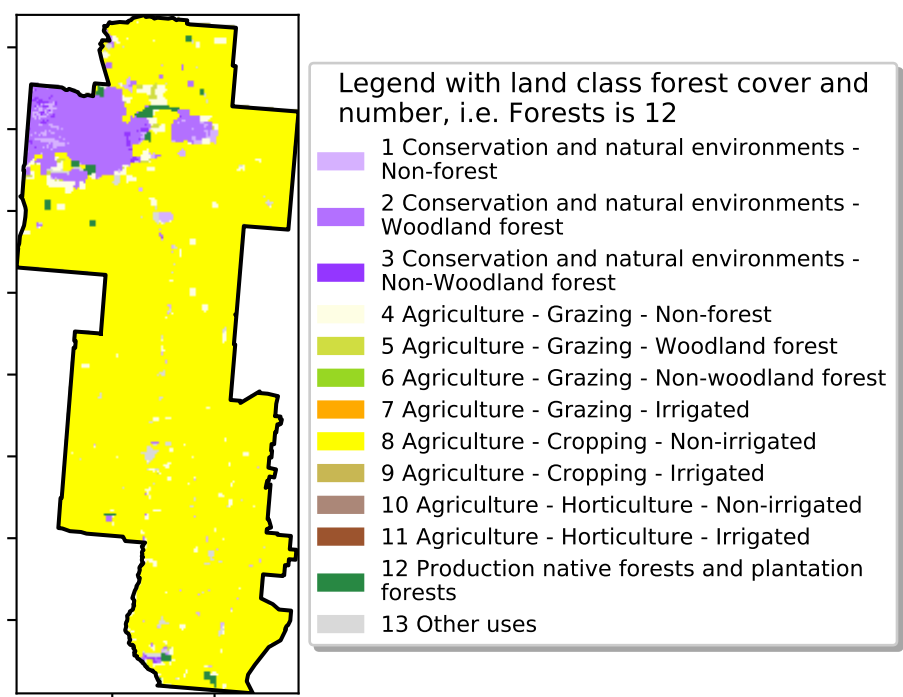 Legend with land class forest cover and
number, i.e. Forests is 12
1 Conservation and natural environments -
Non-forest
2 Conservation and natural environments -
Woodland forest
3 Conservation and natural environments -
Non-Woodland forest
4 Agriculture - Grazing - Non-forest
5 Agriculture - Grazing - Woodland forest
6 Agriculture - Grazing - Non-woodland forest
7 Agriculture - Grazing - Irrigated
8 Agriculture - Cropping - Non-irrigated
9 Agriculture - Cropping - Irrigated
10 Agriculture - Horticulture - Non-irrigated
11 Agriculture - Horticulture - Irrigated
12 Production native forests and plantation
forests
13 Other uses